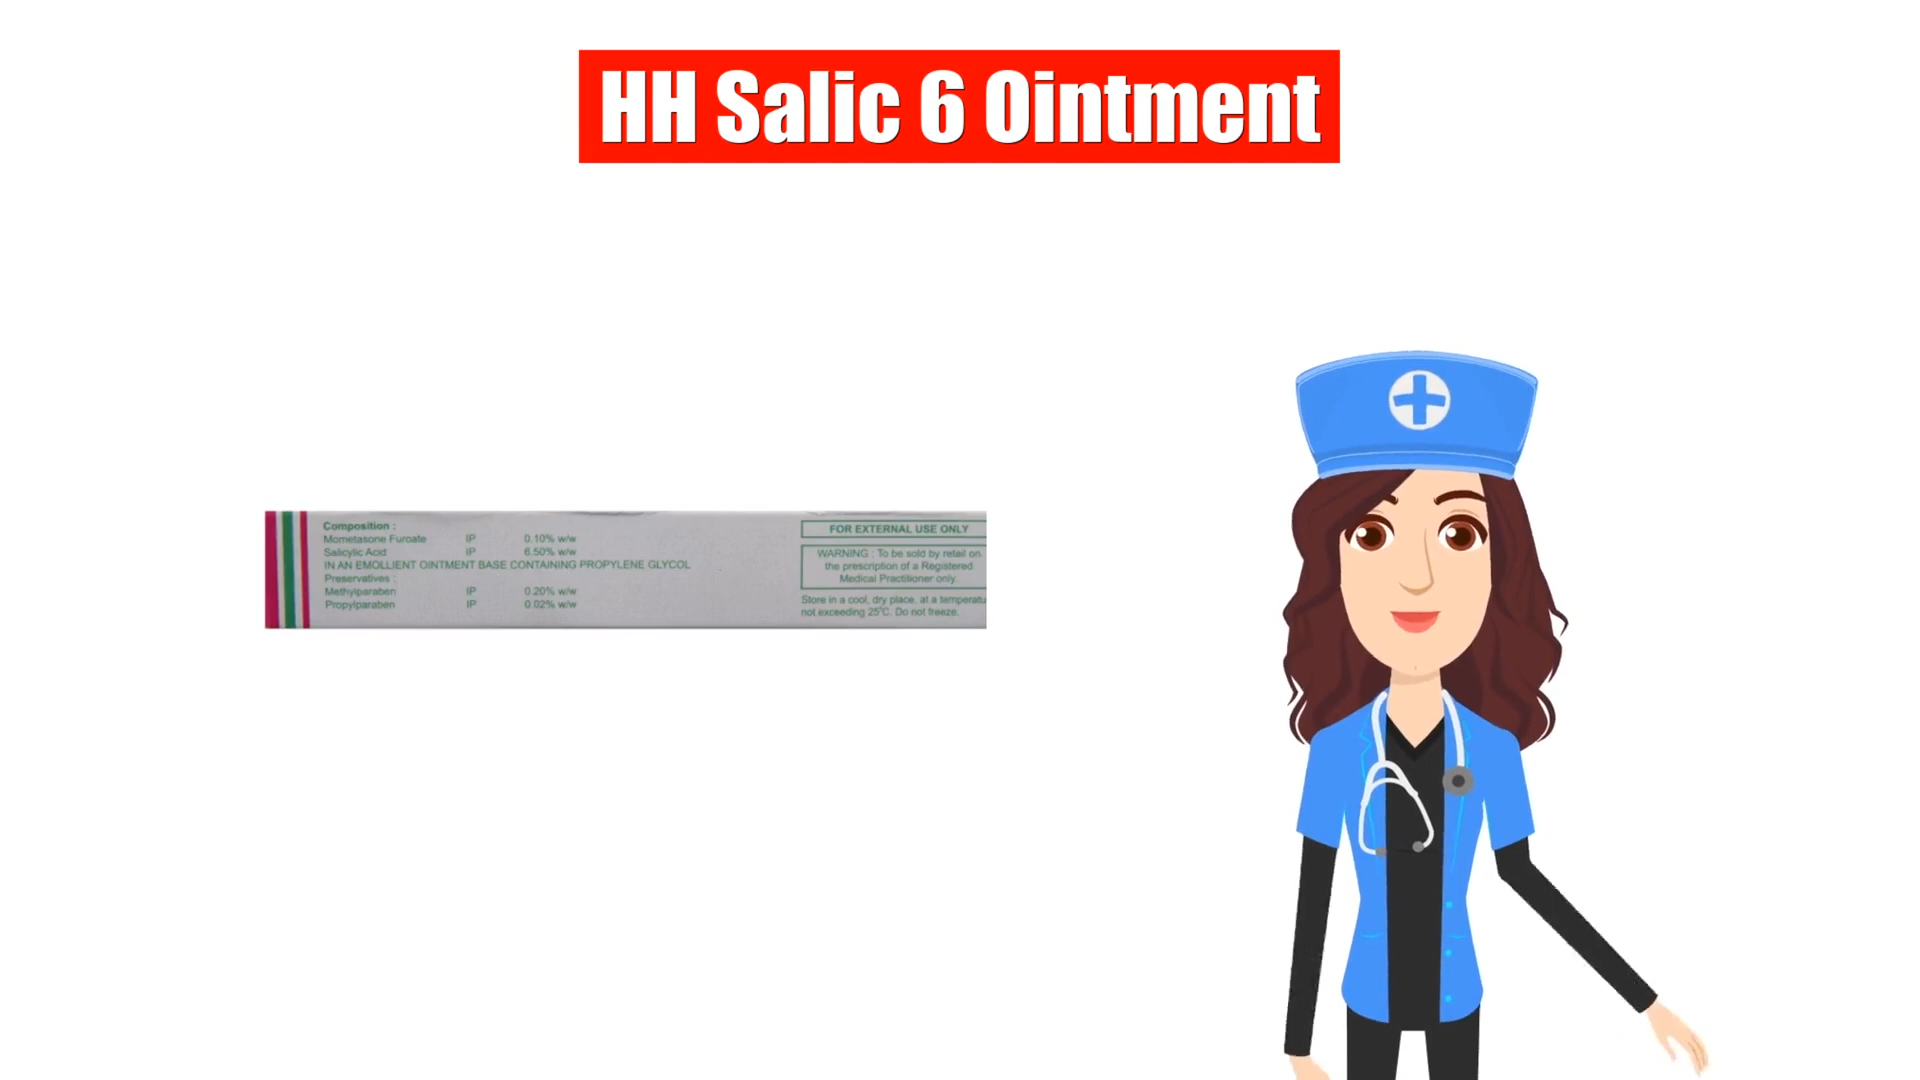 HH Salic 6 Ointment
Composition :
Mometasone Furoate IP 0.10% w/w
Salicylic Acid IP 6.50% w/w
IN AN EMOLLIENT OINTMENT BASE CONTAINING PROPYLENE GLYCOL
Preservatives :
Methylparaben IP 0.20% w/w
Propylparaben IP 0.02% w/w
FOR EXTERNAL USE ONLY
WARNING : To be sold by retail on
the prescription of a Registered
Medical Practitioner only.
Store in a cool, dry place, at a temperatu
not exceeding 25°C. Do not freeze.